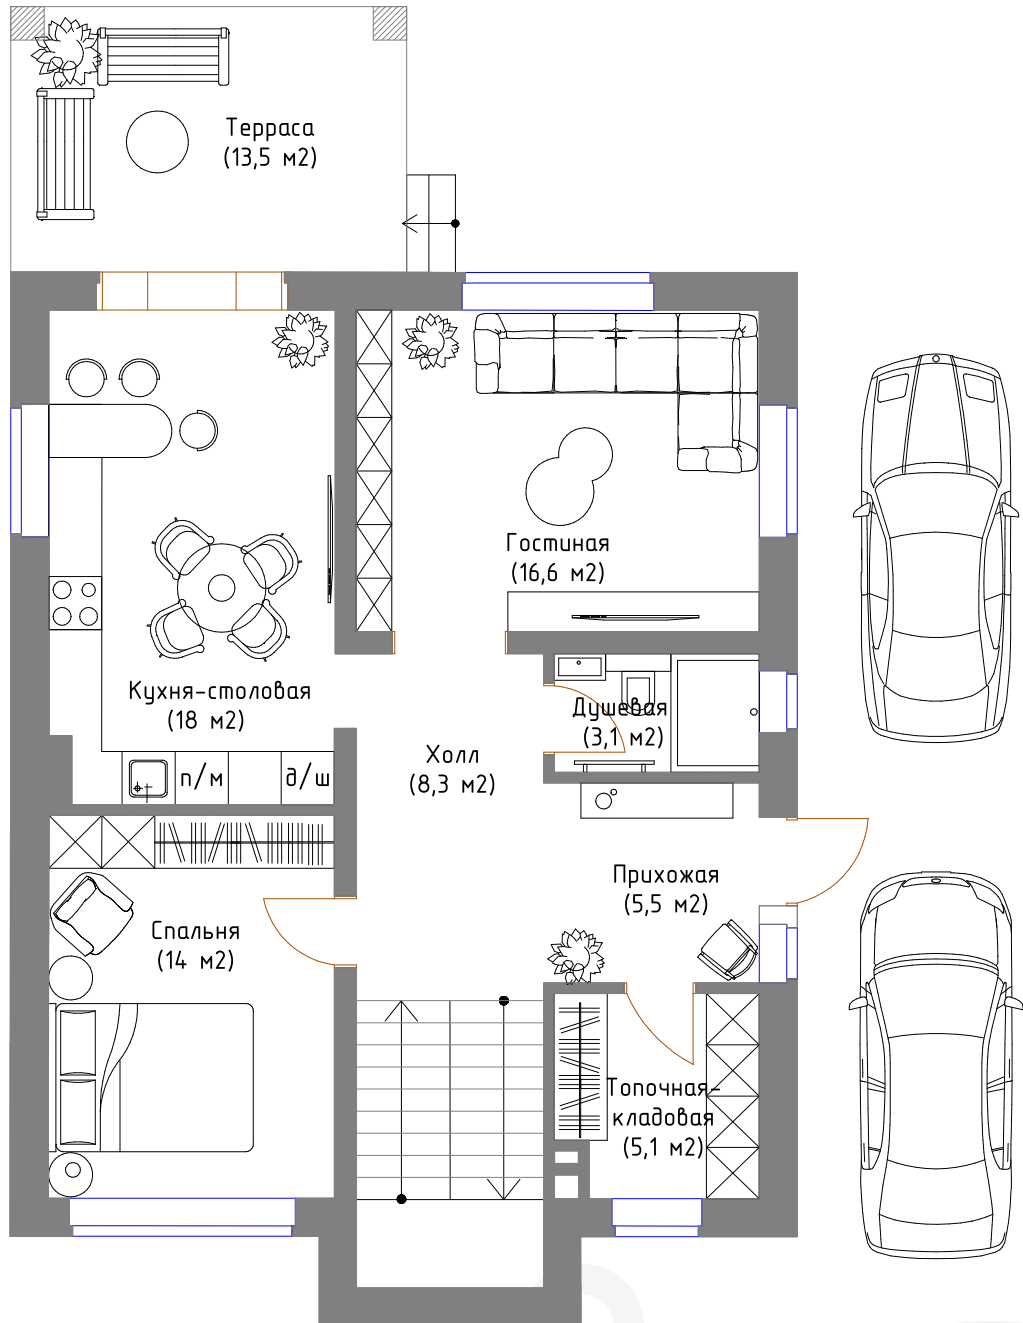 Терраса
(13,5 м2)
Гостиная
(16,6 м2)
Кухня-столовая
(18 м2)
Душевая
(3,1 м2)
Холл
(8,3 м2)
п/м
д/ш
Прихожая
(5,5 м2)
Спальня
(14 м2)
Топочная-
кладовая
(5,1 м2)